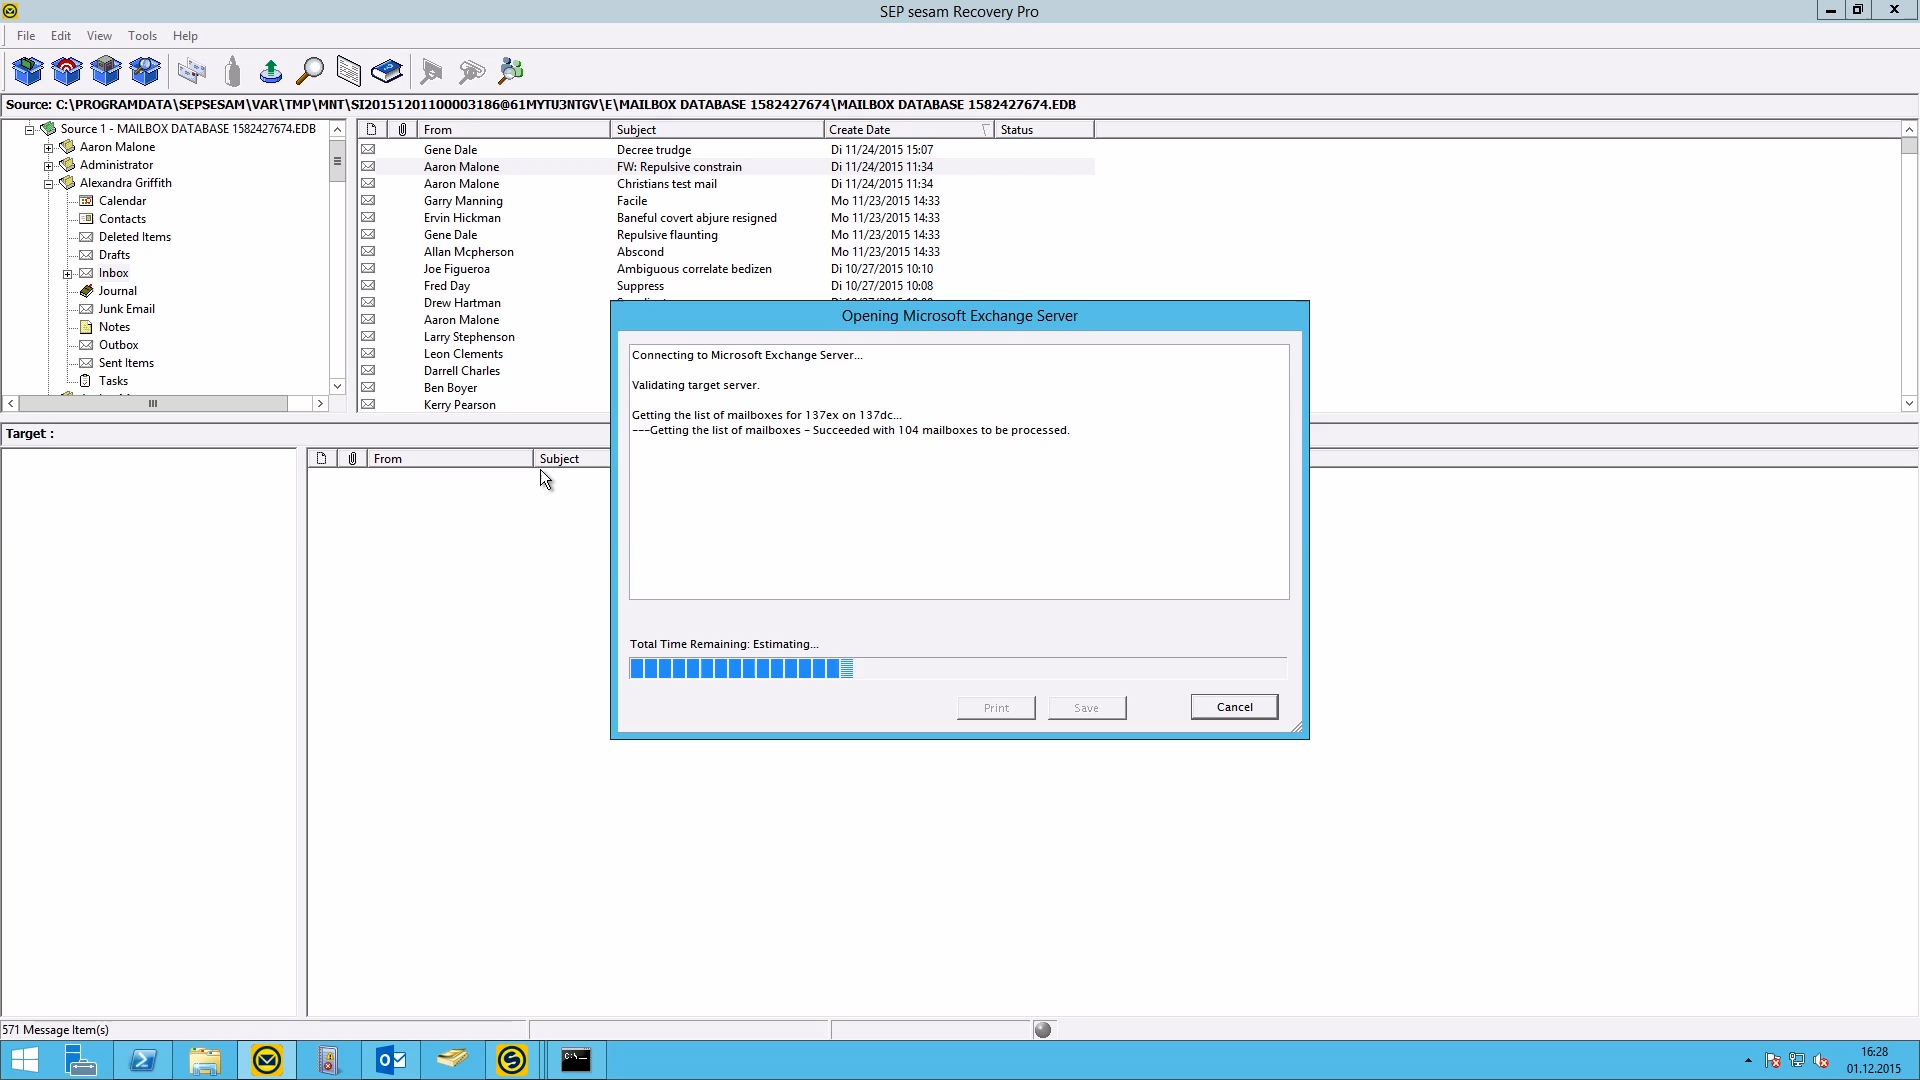 SEP sesam Recovery Pro
File Edit View Tools Help
Source: C:\PROGRAMDATA\SEPSESAM\VAR\TMP\MNT\SI20151201100003186@61MYTU3NTGV\E\MAILBOX DATABASE 1582427674\MAILBOX DATABASE 1582427674.EDB
Source 1 - MAILBOX DATABASE 1582427674.EDB
Aaron Malone
Administrator
Alexandra Griffith
Calendar
Contacts
Deleted Items
Drafts
Inbox
Journal
Junk Email
Notes
Outbox
Sent Items
Tasks
From Subject Create Date Status
Gene Dale Decree trudge Di 11/24/2015 15:07
Aaron Malone FW: Repulsive constrain Di 11/24/2015 11:34
Aaron Malone Christians test mail Di 11/24/2015 11:34
Garry Manning Facile Mo 11/23/2015 14:33
Ervin Hickman Baneful covert abjure resigned Mo 11/23/2015 14:33
Gene Dale Repulsive flaunting Mo 11/23/2015 14:33
Allan Mcpherson Abscond Mo 11/23/2015 14:33
Joe Figueroa Ambiguous correlate bedizen Di 10/27/2015 10:10
Fred Day Suppress Di 10/27/2015 10:08
Drew Hartman
Aaron Malone
Larry Stephenson
Leon Clements
Darrell Charles
Ben Boyer
Kerry Pearson
Opening Microsoft Exchange Server
Connecting to Microsoft Exchange Server...
Validating target server.
Getting the list of mailboxes for 137ex on 137dc...
---Getting the list of mailboxes - Succeeded with 104 mailboxes to be processed.
Total Time Remaining: Estimating...
Print Save Cancel
Target :
From Subject
571 Message Item(s)
16:28
01.12.2015